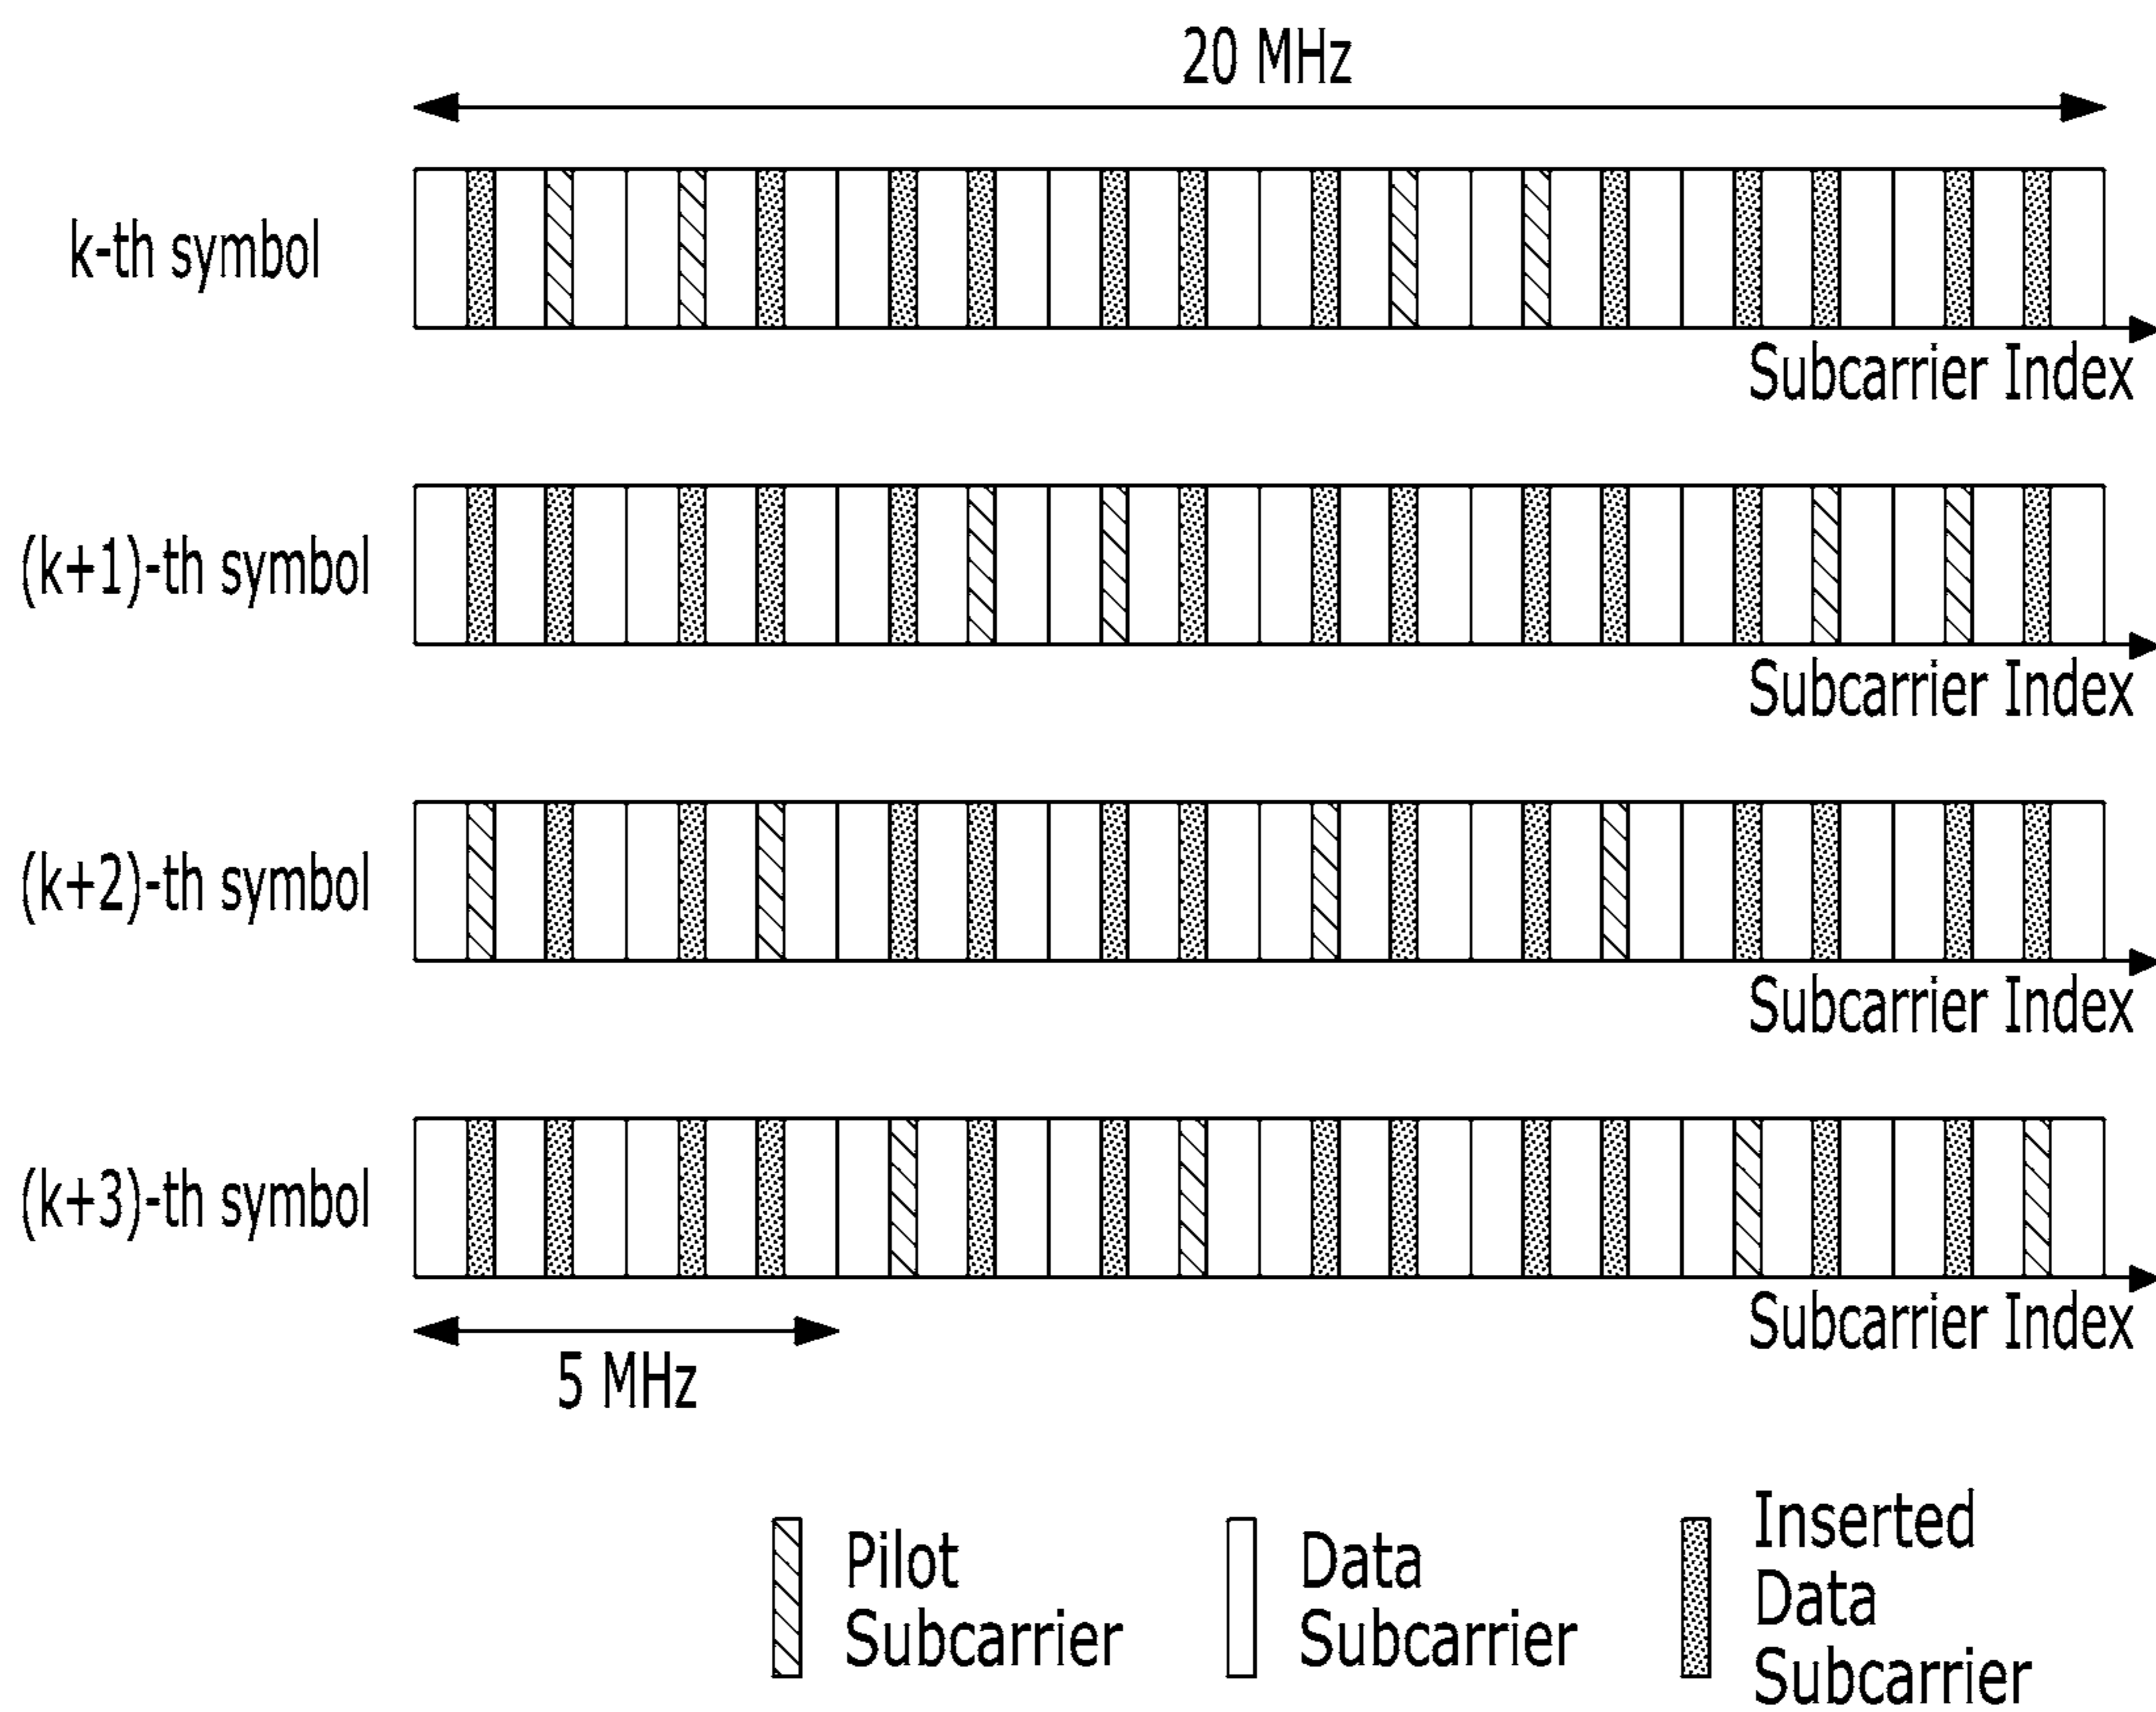 20 MHz
k-th symbol
Subcarrier Index
(k+1)-th symbol
Subcarrier Index
(k+2)-th symbol
Subcarrier Index
(k+3)-th symbol
Subcarrier Index
5 MHz
Pilot
Subcarrier
Data
Subcarrier
Inserted
Data
Subcarrier